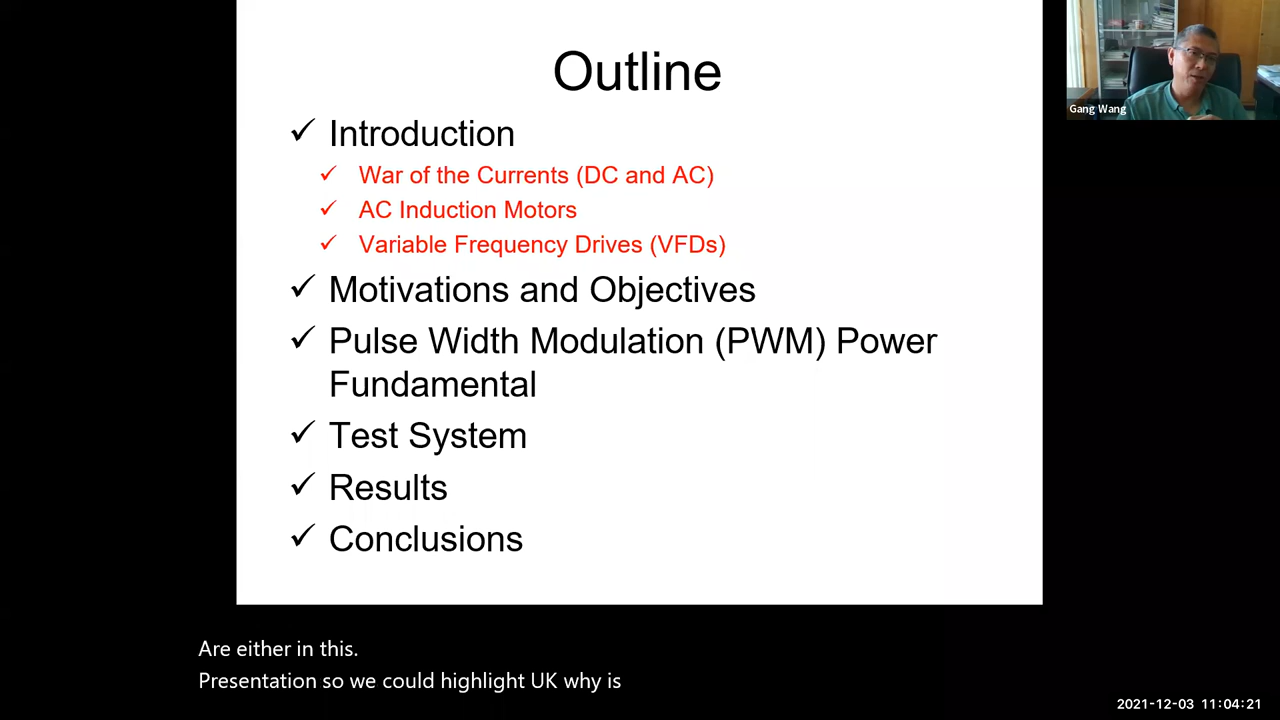 Outline
✓ Introduction
✓ War of the Currents (DC and AC)
✓ AC Induction Motors
✓ Variable Frequency Drives (VFDs)
✓ Motivations and Objectives
✓ Pulse Width Modulation (PWM) Power
Fundamental
✓ Test System
✓ Results
✓ Conclusions
Gang Wang
Are either in this.
Presentation so we could highlight UK why is
2021-12-03 11:04:21